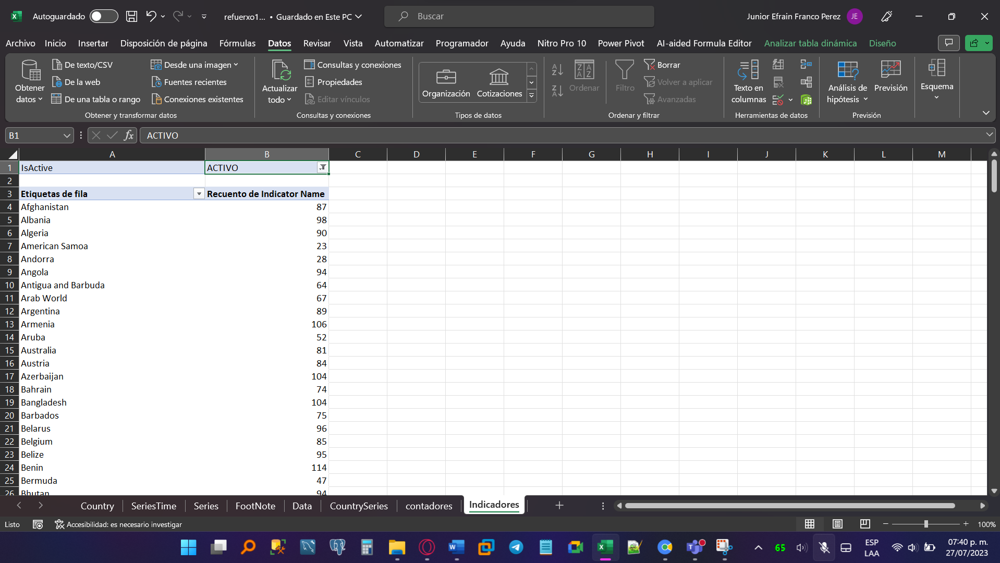 Autoguardado
refuerxo1... • Guardado en Este PC
Buscar
Junior Efrain Franco Perez
JE
Archivo Inicio Insertar Disposición de página Fórmulas Datos Revisar Vista Automatizar Programador Ayuda Nitro Pro 10 Power Pivot AI-aided Formula Editor Analizar tabla dinámica Diseño
Obtener datos
De texto/CSV
De la web
De una tabla o rango
Desde una imagen
Fuentes recientes
Conexiones existentes
Obtener y transformar datos
Actualizar todo
Consultas y conexiones
Propiedades
Editar vínculos
Consultas y conexiones
Organización
Cotizaciones
Tipos de datos
Ordenar
Filtro
Borrar
Volver a aplicar
Avanzadas
Ordenar y filtrar
Texto en columnas
Herramientas de datos
Análisis de hipótesis
Previsión
Previsión
Esquema
B1
fx
ACTIVO
A B C D E F G H I J K L M
1 IsActive ACTIVO
2
3 Etiquetas de fila Recuento de Indicator Name
4 Afghanistan 87
5 Albania 98
6 Algeria 90
7 American Samoa 23
8 Andorra 28
9 Angola 94
10 Antigua and Barbuda 64
11 Arab World 67
12 Argentina 89
13 Armenia 106
14 Aruba 52
15 Australia 81
16 Austria 84
17 Azerbaijan 104
18 Bahrain 74
19 Bangladesh 104
20 Barbados 75
21 Belarus 96
22 Belgium 85
23 Belize 95
24 Benin 114
25 Bermuda 47
26 Bhutan 94
Country SeriesTime Series FootNote Data CountrySeries contadores Indicadores
Listo
Accesibilidad: es necesario investigar
100%
65
ESP
LAA
07:40 p. m.
27/07/2023